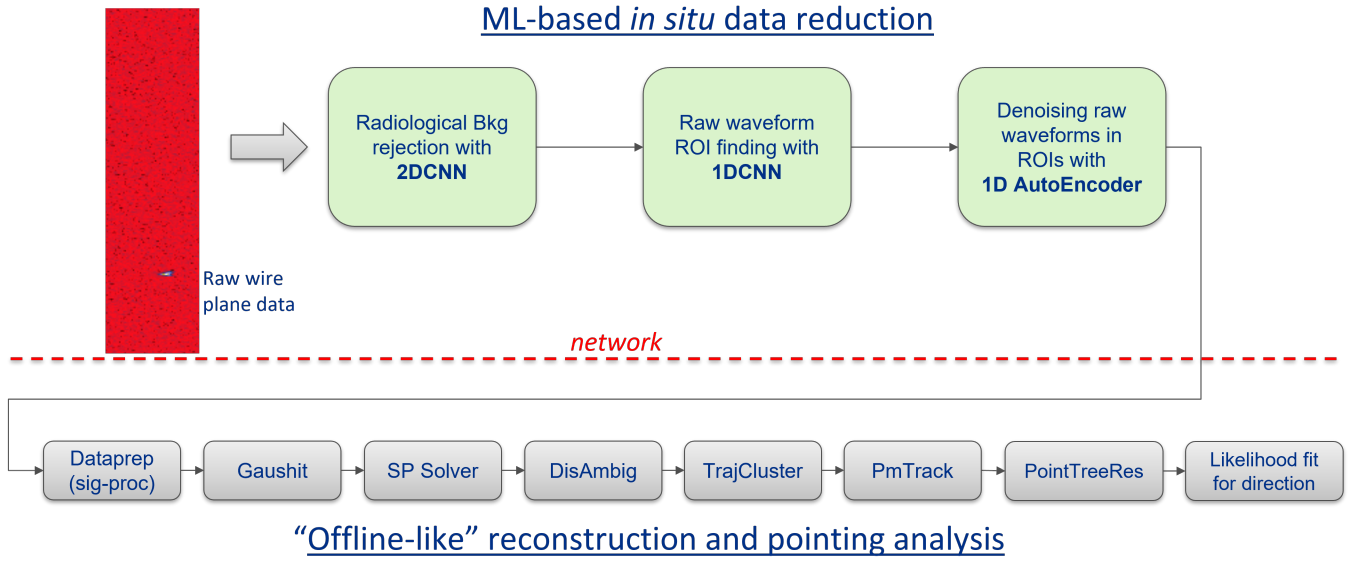 ML-based in situ data reduction
Radiological Bkg
rejection with
2DCNN
Raw waveform
ROI finding with
1DCNN
Denoising raw
waveforms in
ROIs with
1D AutoEncoder
Raw wire
plane data
network
Dataprep
(sig-proc)
Gaushit
SP Solver
DisAmbig
TrajCluster
PmTrack
PointTreeRes
Likelihood fit
for direction
“Offline-like” reconstruction and pointing analysis